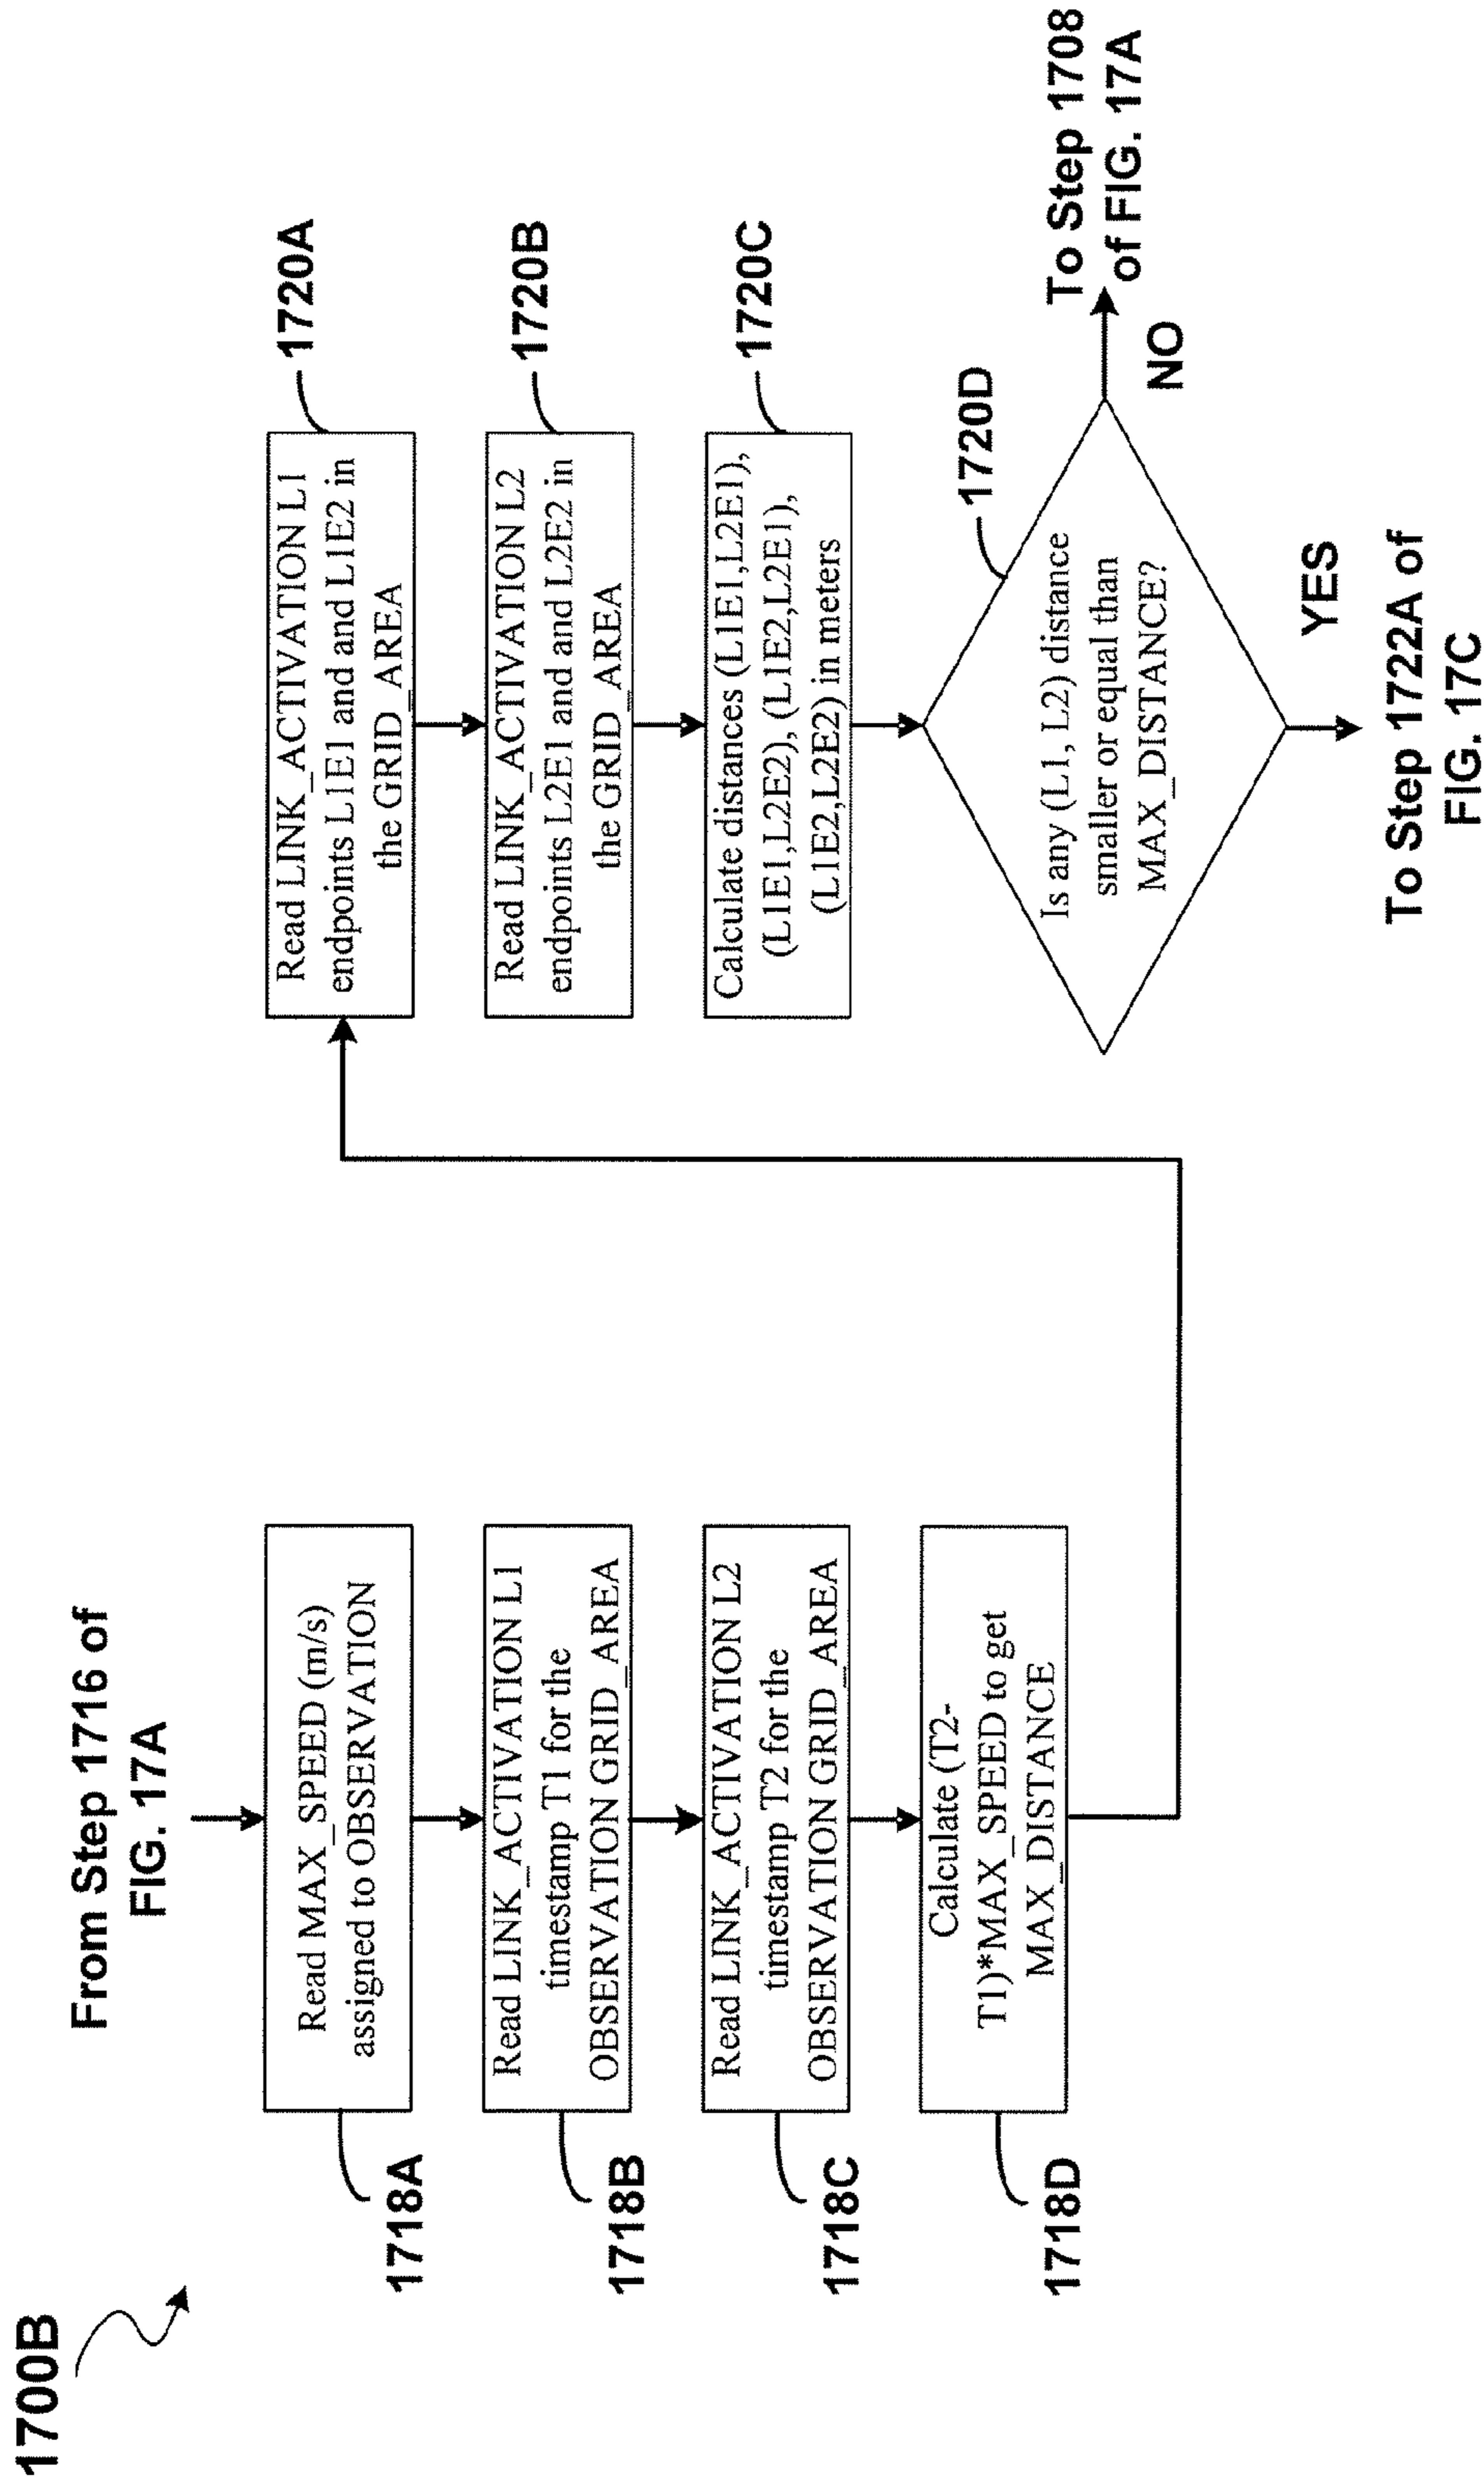 1700B
From Step 1716 of
FIG. 17A
Read MAX_SPEED (m/s)
assigned to OBSERVATION
1718A
Read LINK_ACTIVATION L1
timestamp T1 for the
OBSERVATION GRID_AREA
1718B
Read LINK_ACTIVATION L2
timestamp T2 for the
OBSERVATION GRID_AREA
1718C
Calculate (T2-
T1)*MAX_SPEED to get
MAX_DISTANCE
1718D
Read LINK_ACTIVATION L1
endpoints L1E1 and and L1E2 in
the GRID_AREA
1720A
Read LINK_ACTIVATION L2
endpoints L2E1 and and L2E2 in
the GRID_AREA
1720B
Calculate distances (L1E1,L2E1),
(L1E1,L2E2), (L1E2,L2E1),
(L1E2,L2E2) in meters
1720C
Is any (L1, L2) distance
smaller or equal than
MAX_DISTANCE?
1720D
NO
To Step 1708
of FIG. 17A
YES
To Step 1722A of
FIG. 17C